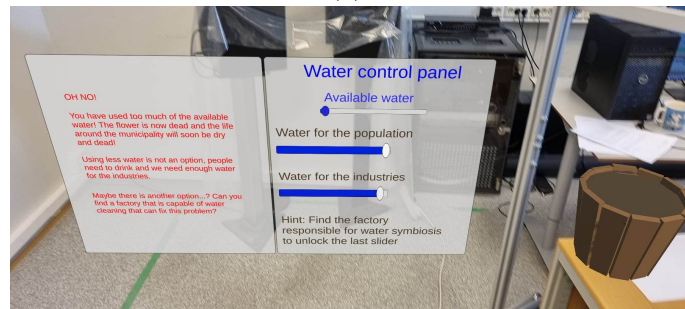 OH NO!
You have used too much of the available
water! The flower is now dead and the life
around the municipality will soon be dry
and dead!
Using less water is not an option, people
need to drink and we need enough water
for the industries.
Maybe there is another option...? Can you
find a factory that is capable of water
cleaning that can fix this problem?
Water control panel
Available water
Water for the population
Water for the industries
Hint: Find the factory
responsible for water symbiosis
to unlock the last slider